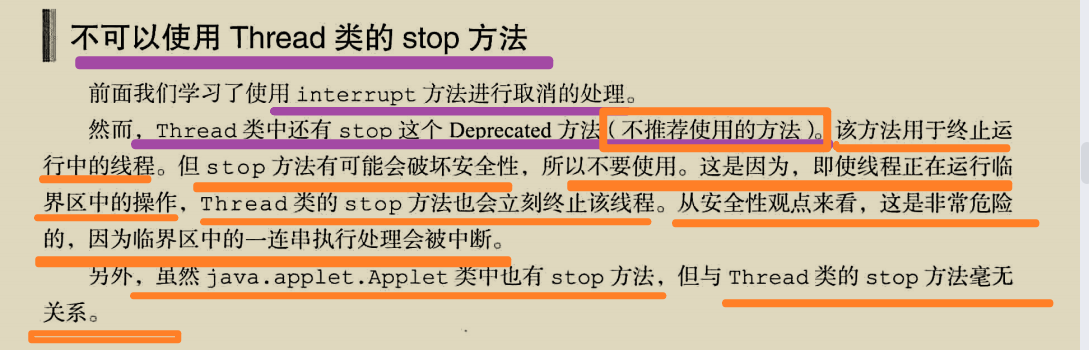 不可以使用 Thread 类的 stop 方法
前面我们学习了使用 interrupt 方法进行取消的处理。
然而，Thread 类中还有 stop 这个 Deprecated 方法（不推荐使用的方法）。该方法用于终止运
行中的线程。但 stop 方法有可能会破坏安全性，所以不要使用。这是因为，即使线程正在运行临
界区中的操作，Thread 类的 stop 方法也会立刻终止该线程。从安全性观点来看，这是非常危险
的，因为临界区中的一连串执行处理会被中断。
另外，虽然 java.applet.Applet 类中也有 stop 方法，但与 Thread 类的 stop 方法毫无
关系。